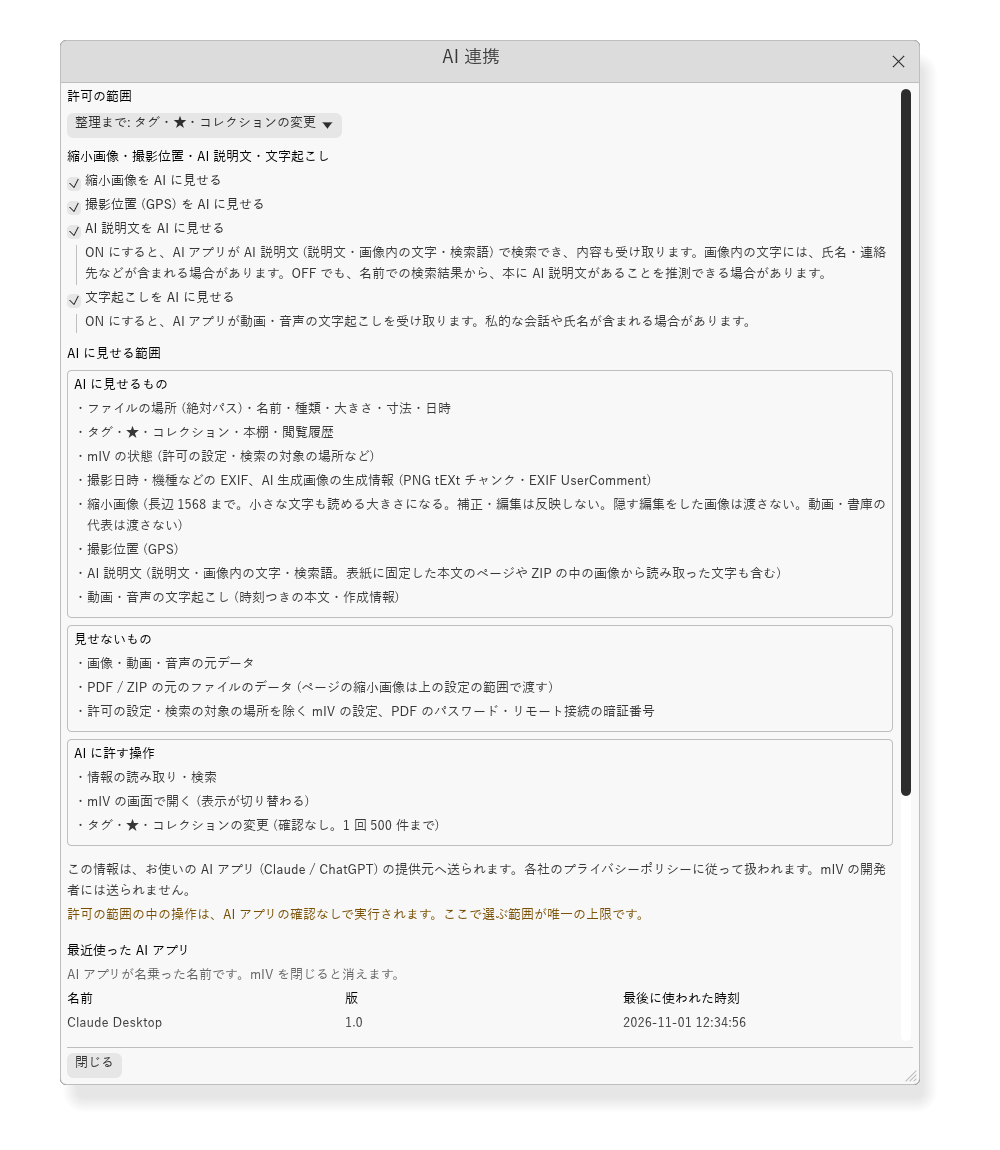 AI 連携
許可の範囲
整理まで: タグ・★・コレクションの変更
縮小画像・撮影位置・AI 説明文・文字起こし
縮小画像を AI に見せる
撮影位置 (GPS) を AI に見せる
AI 説明文を AI に見せる
ON にすると、AI アプリが AI 説明文 (説明文・画像内の文字・検索語) で検索でき、内容も受け取ります。画像内の文字には、氏名・連絡
先などが含まれる場合があります。OFF でも、名前での検索結果から、本に AI 説明文があることを推測できる場合があります。
文字起こしを AI に見せる
ON にすると、AI アプリが動画・音声の文字起こしを受け取ります。私的な会話や氏名が含まれる場合があります。
AI に見せる範囲
AI に見せるもの
・ファイルの場所 (絶対パス)・名前・種類・大きさ・寸法・日時
・タグ・★・コレクション・本棚・閲覧履歴
・mIV の状態 (許可の設定・検索の対象の場所など)
・撮影日時・機種などの EXIF、AI 生成画像の生成情報 (PNG tEXt チャンク・EXIF UserComment)
・縮小画像 (長辺 1568 まで。小さな文字も読める大きさになる。補正・編集は反映しない。隠す編集をした画像は渡さない。動画・書庫の
代表は渡さない)
・撮影位置 (GPS)
・AI 説明文 (説明文・画像内の文字・検索語。表紙に固定した本文のページや ZIP の中の画像から読み取った文字も含む)
・動画・音声の文字起こし (時刻つきの本文・作成情報)
見せないもの
・画像・動画・音声の元データ
・PDF / ZIP の元のファイルのデータ (ページの縮小画像は上の設定の範囲で渡す)
・許可の設定・検索の対象の場所を除く mIV の設定、PDF のパスワード・リモート接続の暗証番号
AI に許す操作
・情報の読み取り・検索
・mIV の画面で開く (表示が切り替わる)
・タグ・★・コレクションの変更 (確認なし。1 回 500 件まで)
この情報は、お使いの AI アプリ (Claude / ChatGPT) の提供元へ送られます。各社のプライバシーポリシーに従って扱われます。mIV の開発
者には送られません。
許可の範囲の中の操作は、AI アプリの確認なしで実行されます。ここで選ぶ範囲が唯一の上限です。
最近使った AI アプリ
AI アプリが名乗った名前です。mIV を閉じると消えます。
名前 版 最後に使われた時刻
Claude Desktop 1.0 2026-11-01 12:34:56
閉じる